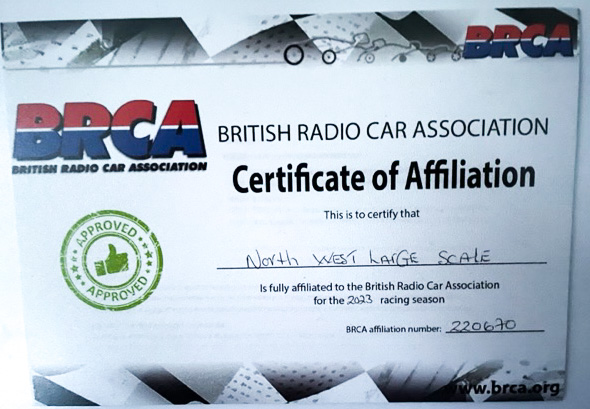 BRCA
BRCA
BRITISH RADIO CAR ASSOCIATION
BRITISH RADIO CAR ASSOCIATION
Certificate of Affiliation
This is to certify that
North WEST LARGE SCALE
APPROVED
APPROVED
Is fully affiliated to the British Radio Car Association
for the 2023 racing season
BRCA affiliation number: 220670
www.brca.org